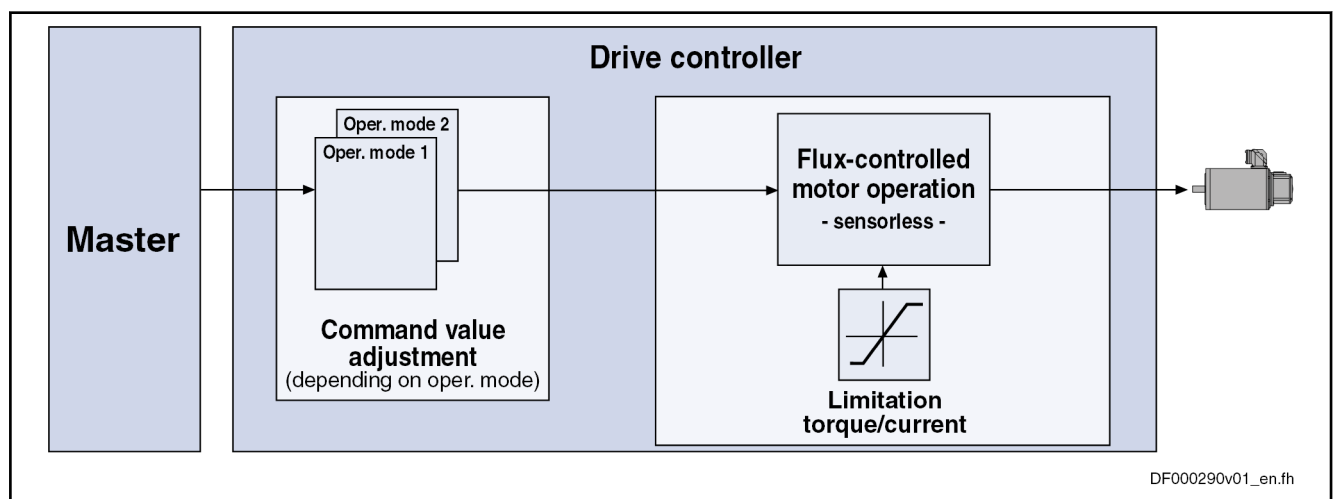 Drive controller
Master
Oper. mode 2
Oper. mode 1
Command value
adjustment
(depending on oper. mode)
Flux-controlled
motor operation
- sensorless -
Limitation
torque/current
DF000290v01_en.fh